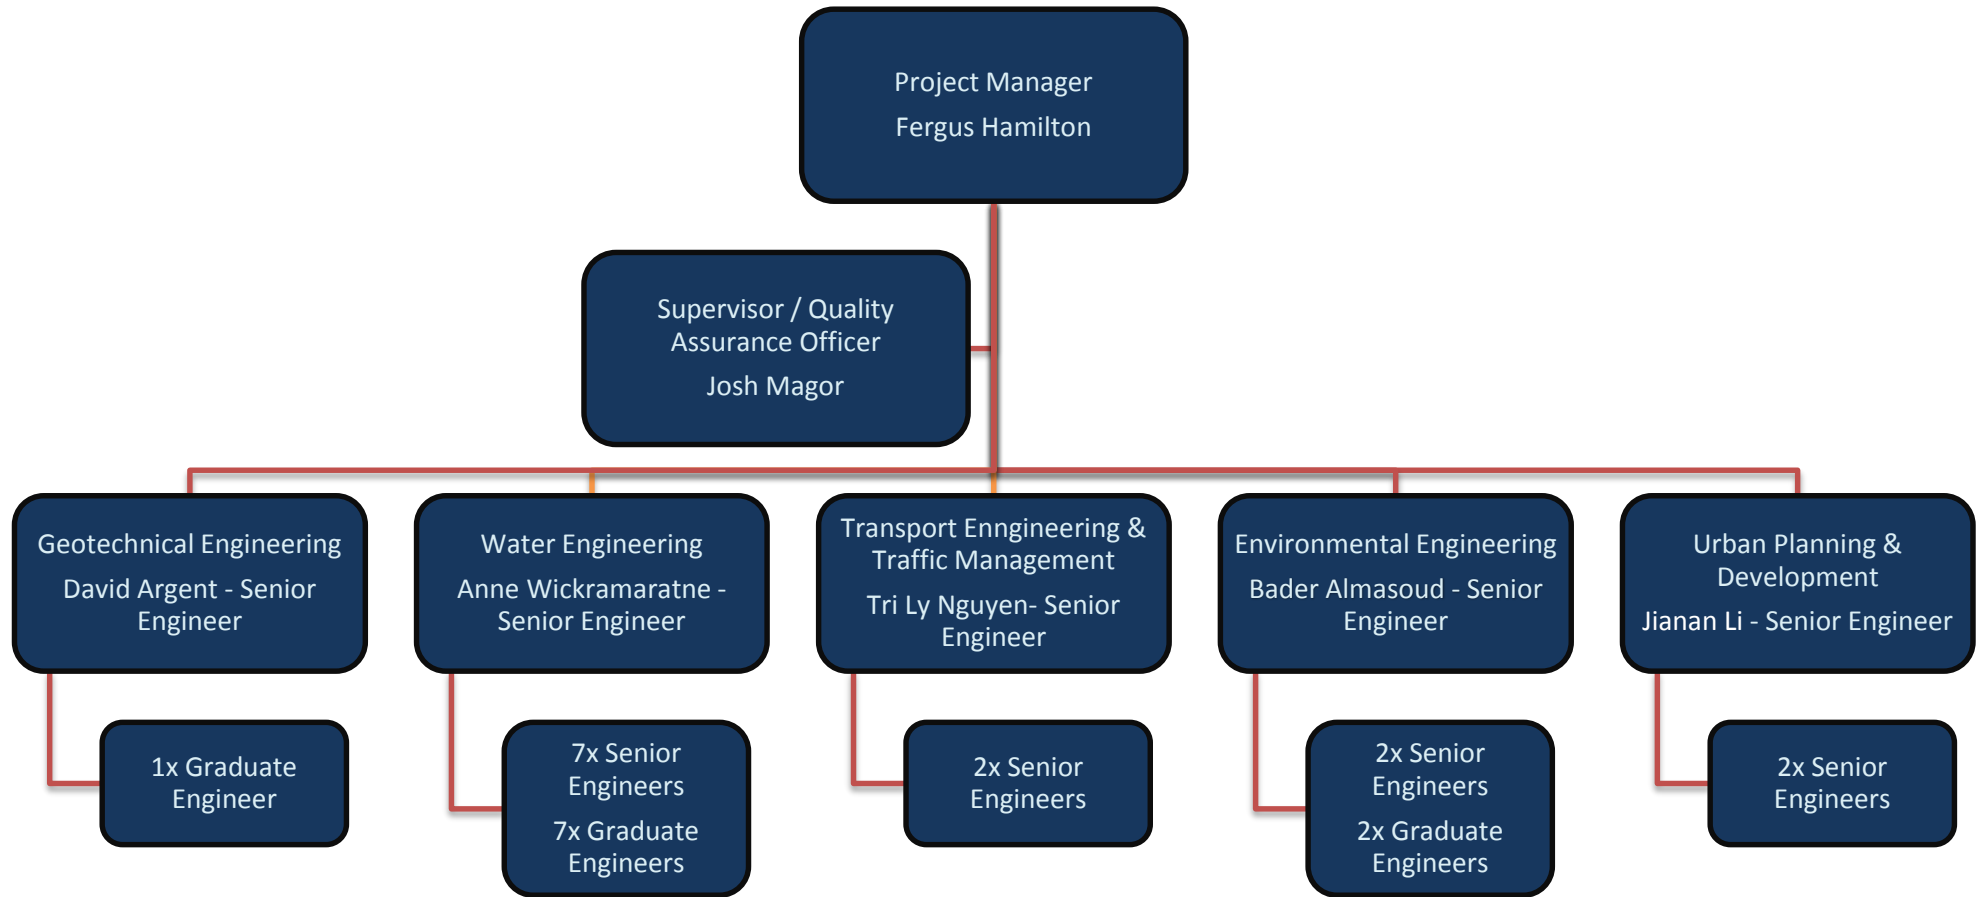 Project Manager
Fergus Hamilton
Supervisor / Quality
Assurance Officer
Josh Magor
Geotechnical Engineering
David Argent - Senior
Engineer
Water Engineering
Anne Wickramaratne -
Senior Engineer
Transport Enngineering &
Traffic Management
Tri Ly Nguyen- Senior
Engineer
Environmental Engineering
Bader Almasoud - Senior
Engineer
Urban Planning &
Development
Jianan Li - Senior Engineer
1x Graduate
Engineer
7x Senior
Engineers
7x Graduate
Engineers
2x Senior
Engineers
2x Senior
Engineers
2x Graduate
Engineers
2x Senior
Engineers